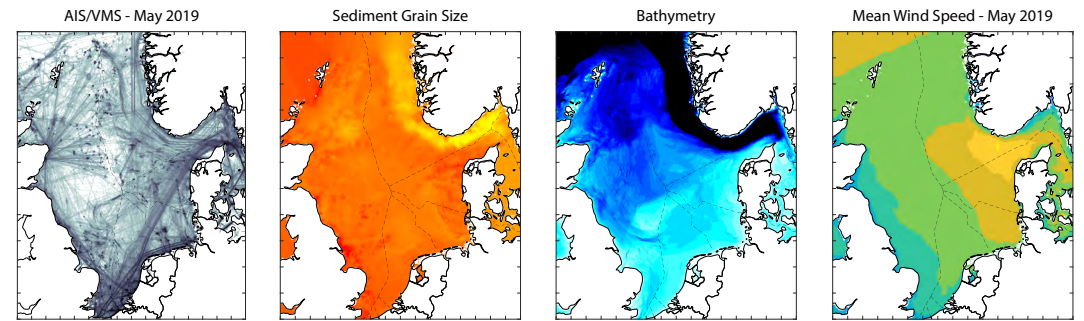 AIS/VMS - May 2019
Sediment Grain Size
Bathymetry
Mean Wind Speed - May 2019